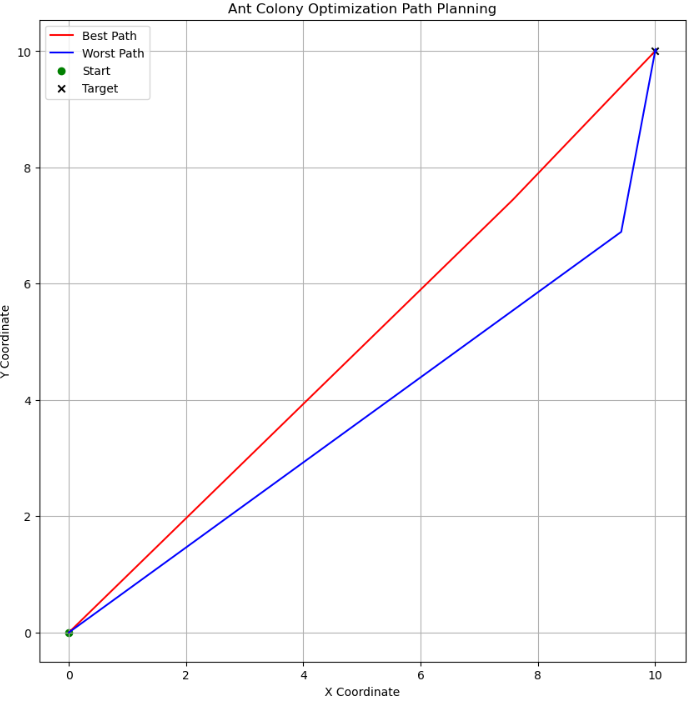 Ant Colony Optimization Path Planning
Best Path
Worst Path
Start
Target
10
8
6
4
2
0
Y Coordinate
0 2 4 6 8 10
X Coordinate